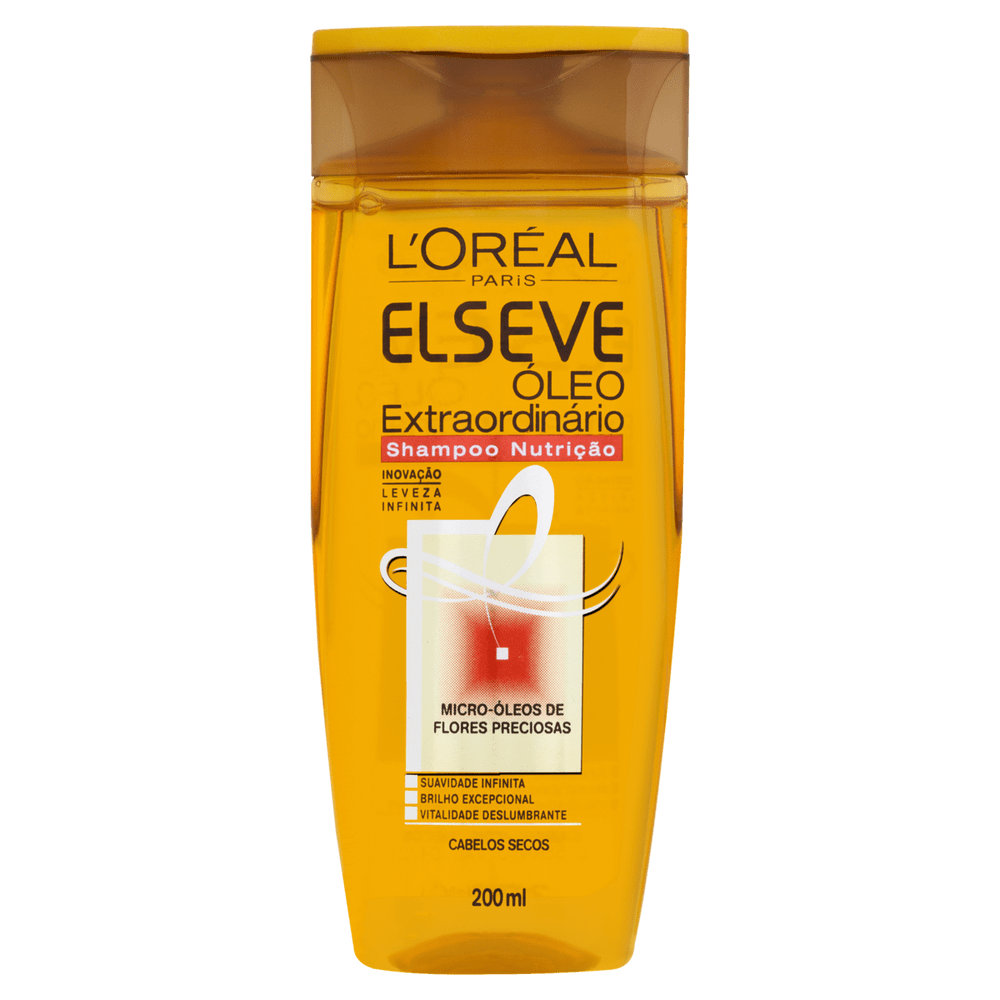 L'ORÉAL
PARiS
ELSEVE
ÓLEO
Extraordinário
Shampoo Nutrição
INOVAÇÃO
LEVEZA
INFINITA
MICRO-ÓLEOS DE
FLORES PRECIOSAS
SUAVIDADE INFINITA
BRILHO EXCEPCIONAL
VITALIDADE DESLUMBRANTE
CABELOS SECOS
200ml